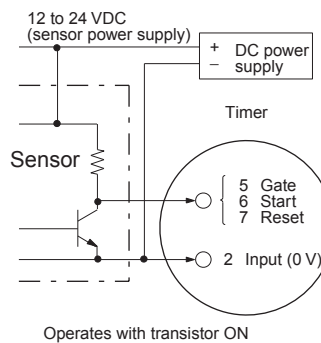 12 to 24 VDC
(sensor power supply)
+ DC power
− supply
Timer
Sensor
5 Gate
6 Start
7 Reset
2 Input (0 V)
Operates with transistor ON